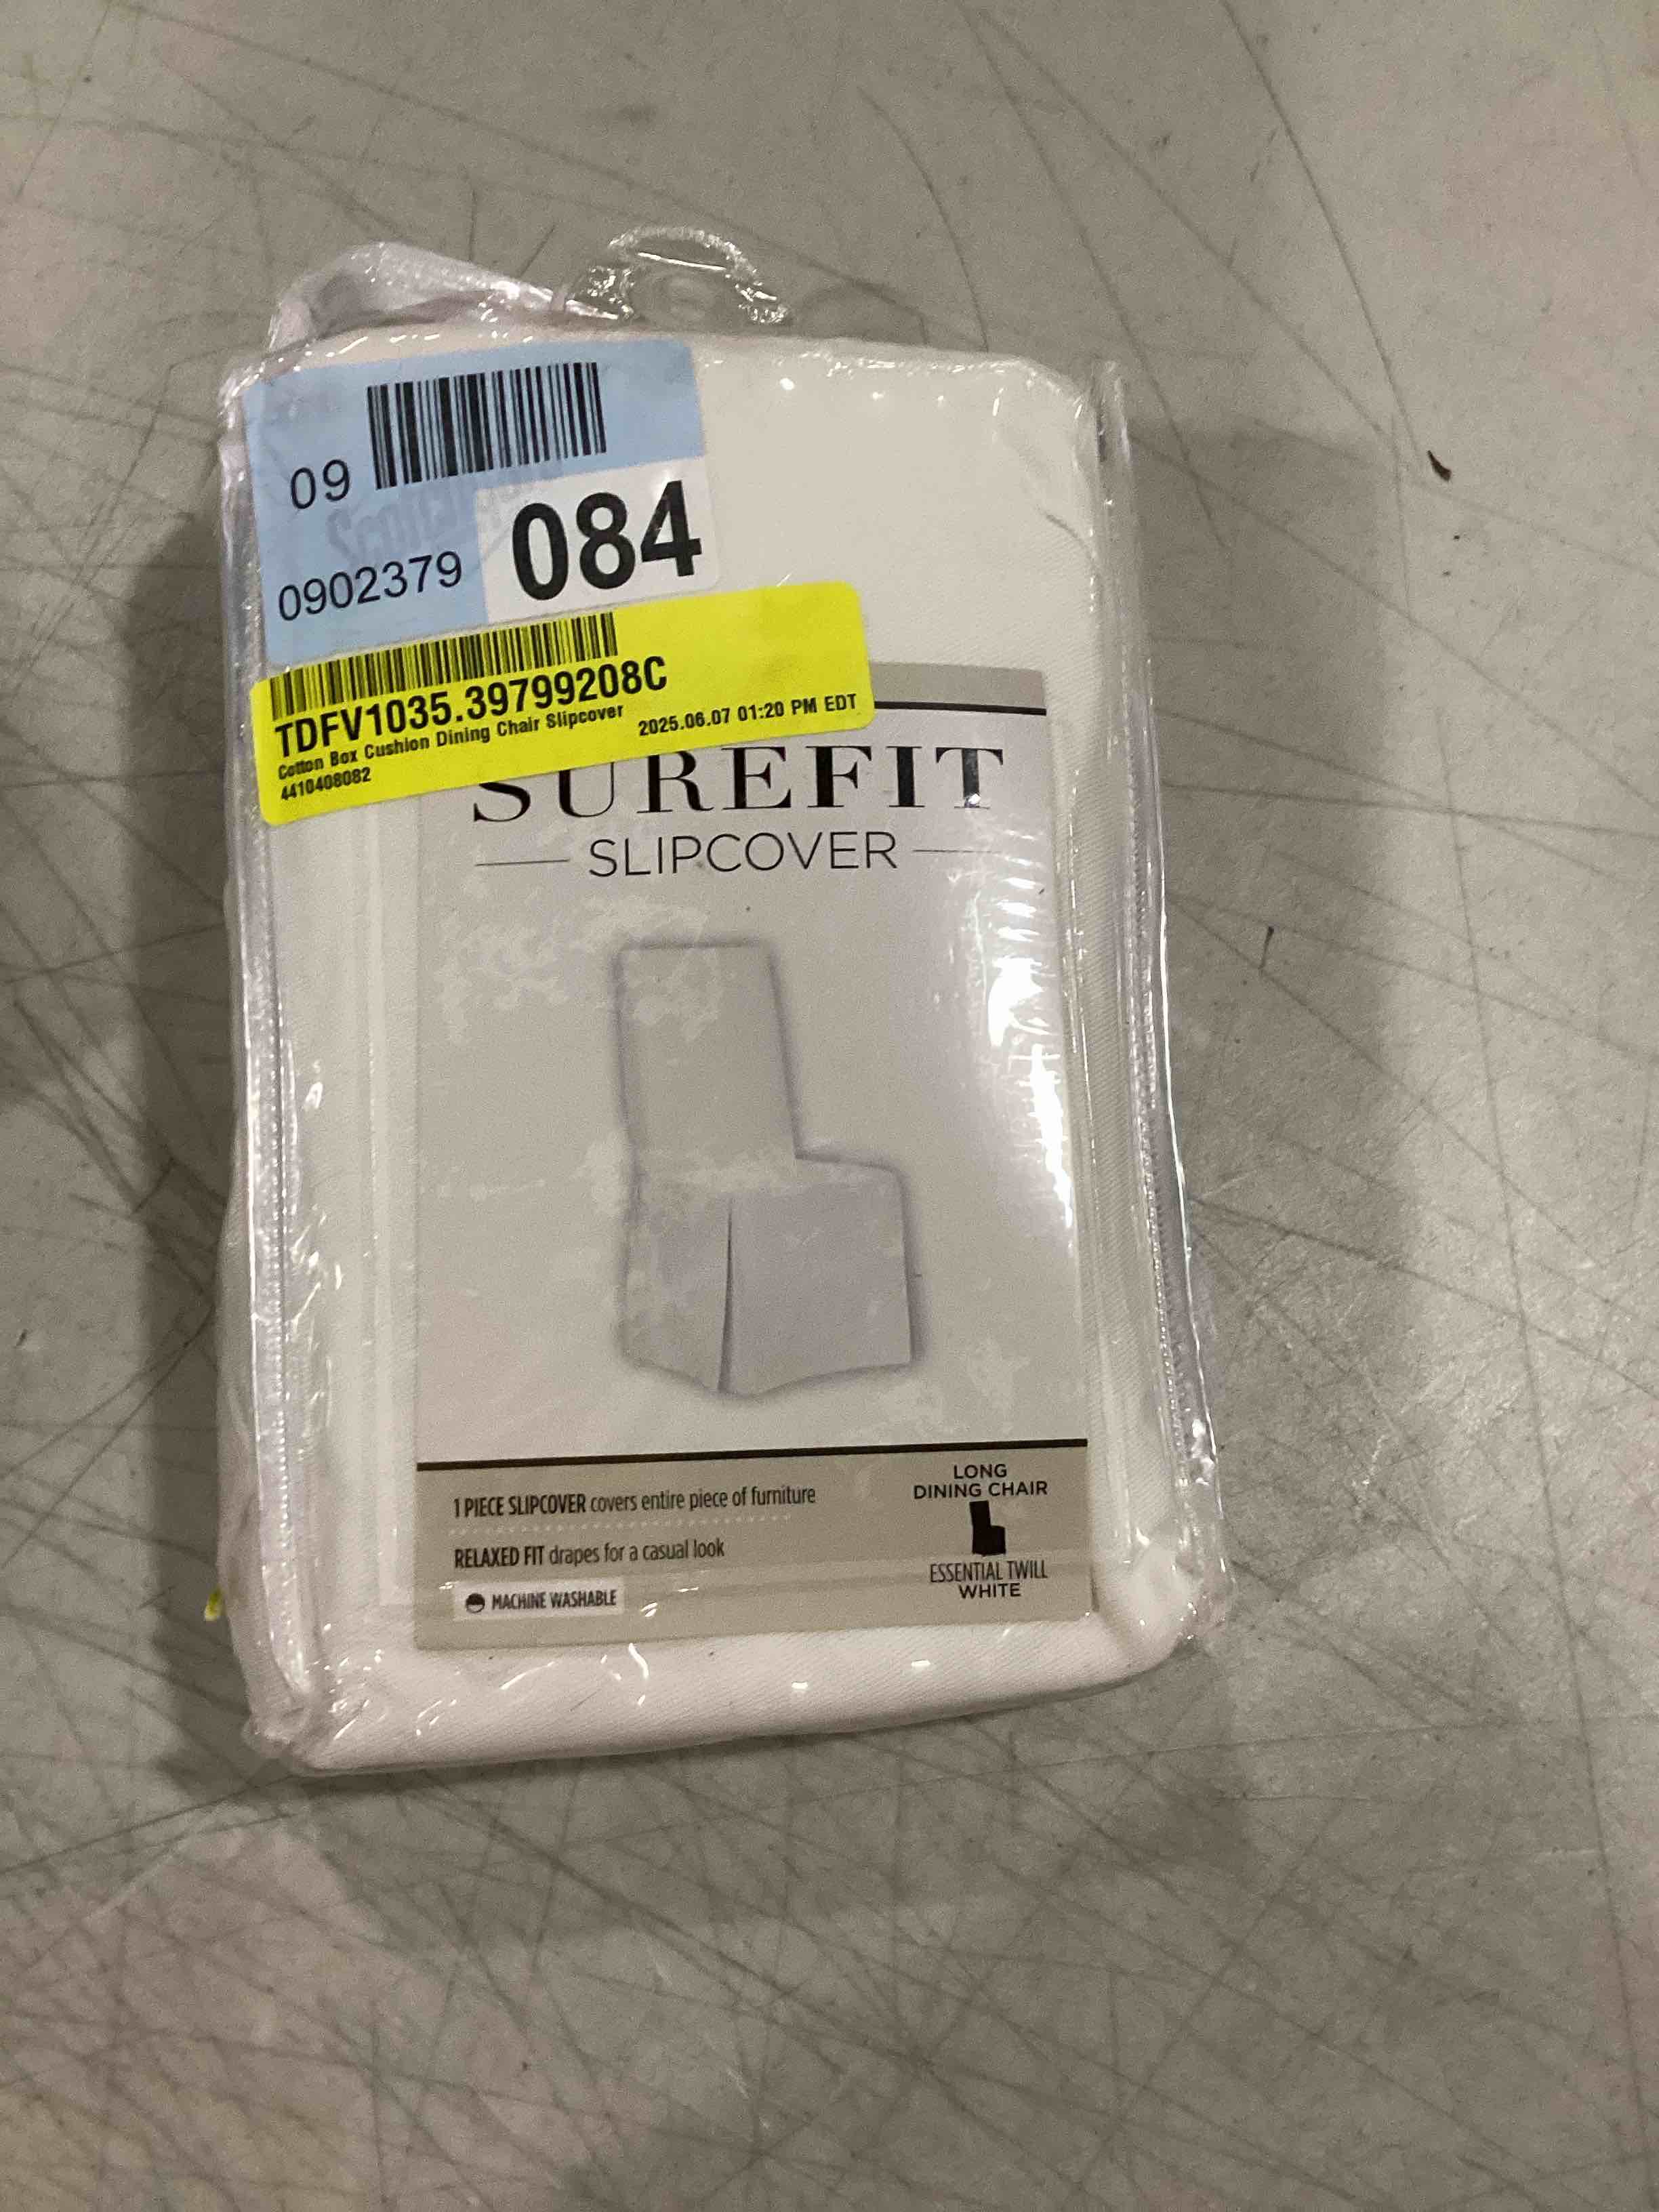 09
0902379
084
TDFV1035.39799208C
Cotton Box Cushion Dining Chair Slipcover
2025.06.07 01:20 PM EDT
4410408082
SUREFIT
SLIPCOVER
1 PIECE SLIPCOVER covers entire piece of furniture
RELAXED FIT drapes for a casual look
MACHINE WASHABLE
LONG
DINING CHAIR
ESSENTIAL TWILL
WHITE